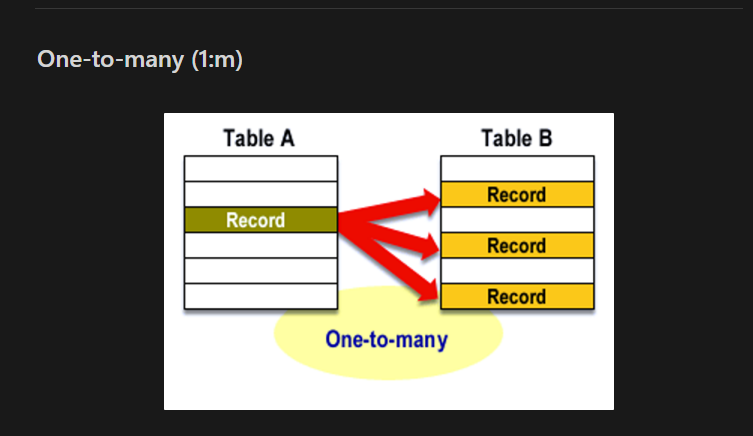 One-to-many (1:m)
Table A
Table B
Record
Record
Record
Record
One-to-many